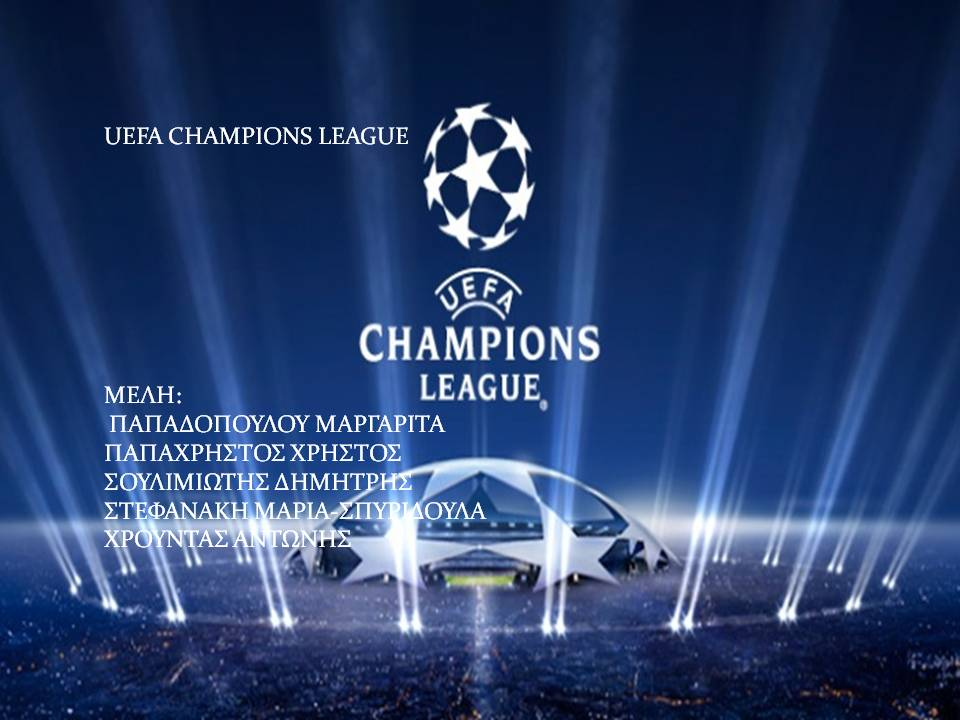 UEFA CHAMPIONS LEAGUE
UEFA
CHAMPIONS
LEAGUE®
ΜΕΛΗ:
ΠΑΠΑΔΟΠΟΥΛΟΥ ΜΑΡΓΑΡΙΤΑ
ΠΑΠΑΧΡΗΣΤΟΣ ΧΡΗΣΤΟΣ
ΣΟΥΛΙΜΙΩΤΗΣ ΔΗΜΗΤΡΗΣ
ΣΤΕΦΑΝΑΚΗ ΜΑΡΙΑ-ΣΠΥΡΙΔΟΥΛΑ
ΧΡΟΥΝΤΑΣ ΑΝΤΩΝΗΣ